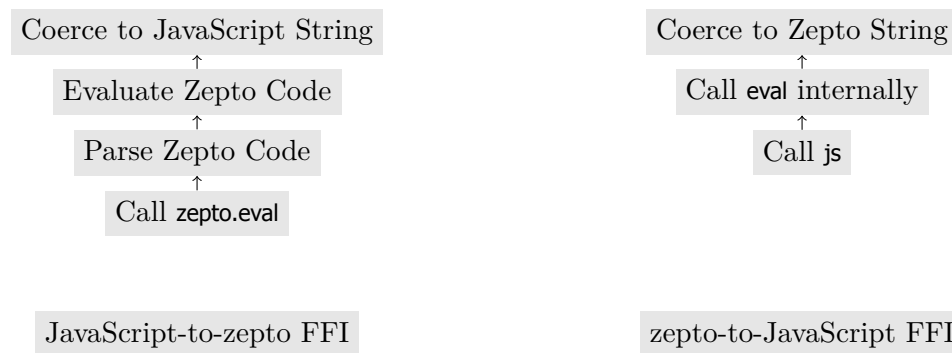 Coerce to JavaScript String
Evaluate Zepto Code
Parse Zepto Code
Call zepto.eval
JavaScript-to-zepto FFI
Coerce to Zepto String
Call eval internally
Call js
zepto-to-JavaScript FFI